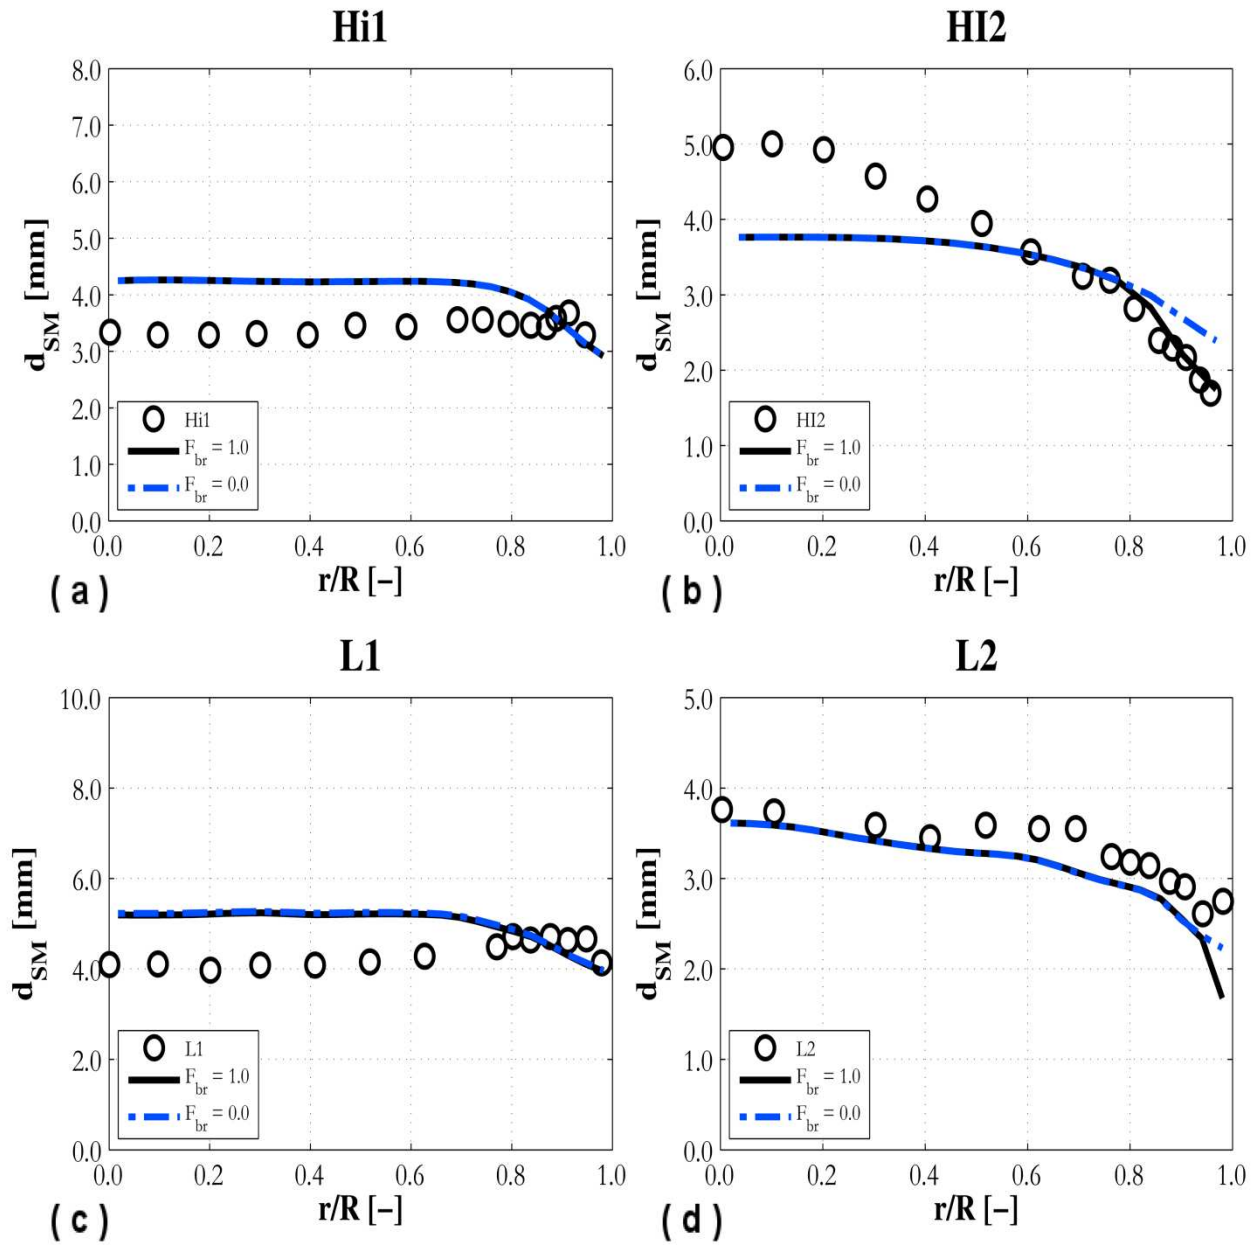 Hi1
8.0
7.0
6.0
5.0
4.0
3.0
2.0
1.0
0.0
d_SM [mm]
Hi1
F_br = 1.0
F_br = 0.0
0.0 0.2 0.4 0.6 0.8 1.0
r/R [–]
( a )
HI2
6.0
5.0
4.0
3.0
2.0
1.0
0.0
d_SM [mm]
HI2
F_br = 1.0
F_br = 0.0
0.0 0.2 0.4 0.6 0.8 1.0
r/R [–]
( b )
L1
10.0
8.0
6.0
4.0
2.0
0.0
d_SM [mm]
L1
F_br = 1.0
F_br = 0.0
0.0 0.2 0.4 0.6 0.8 1.0
r/R [–]
( c )
L2
5.0
4.0
3.0
2.0
1.0
0.0
d_SM [mm]
L2
F_br = 1.0
F_br = 0.0
0.0 0.2 0.4 0.6 0.8 1.0
r/R [–]
( d )